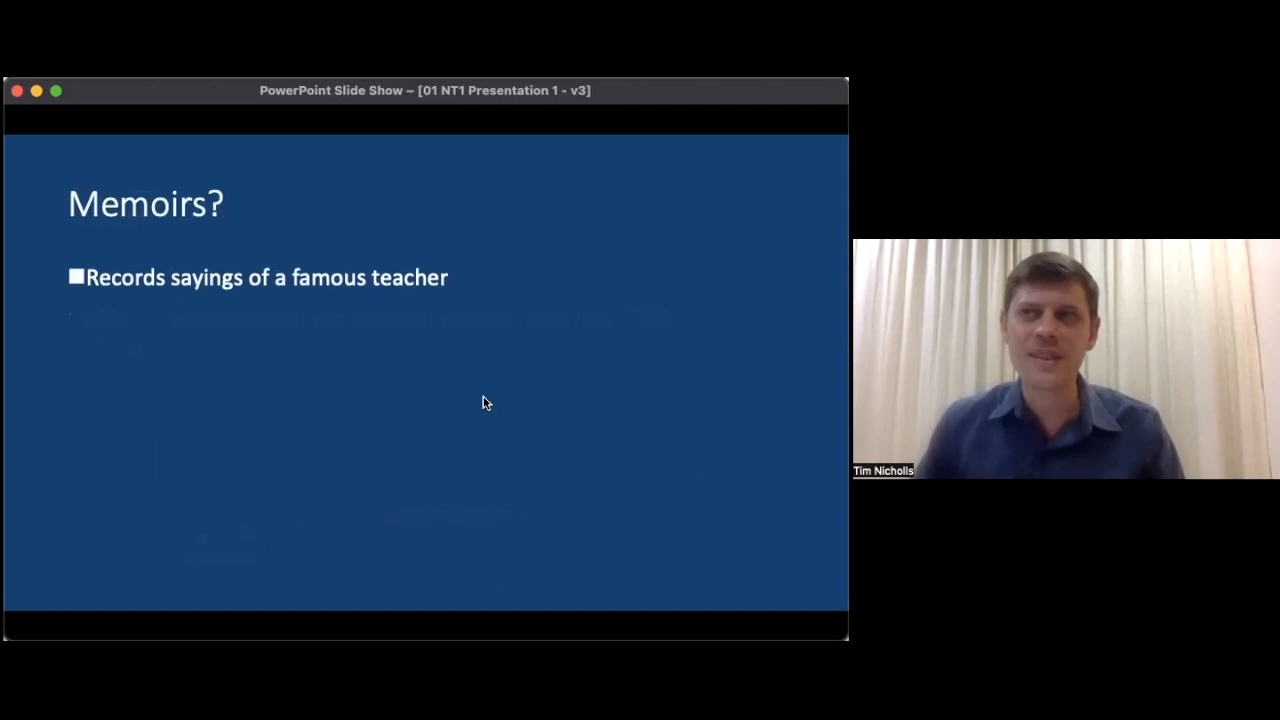 PowerPoint Slide Show – [01 NT1 Presentation 1 - v3]
Memoirs?
Records sayings of a famous teacher
Tim Nicholls